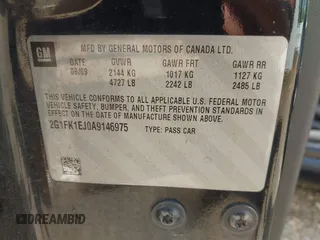 GM
MFD BY GENERAL MOTORS OF CANADA LTD.
DATE GVWR GAWR FRT GAWR RR
09/09 2144 KG 1017 KG 1127 KG
4727 LB 2242 LB 2485 LB
THIS VEHICLE CONFORMS TO ALL APPLICABLE U.S. FEDERAL MOTOR
VEHICLE SAFETY, BUMPER, AND THEFT PREVENTION STANDARDS
IN EFFECT ON THE DATE OF MANUFACTURE SHOWN ABOVE.
2G1FK1EJ0A9146975 TYPE: PASS CAR
DREAMBID